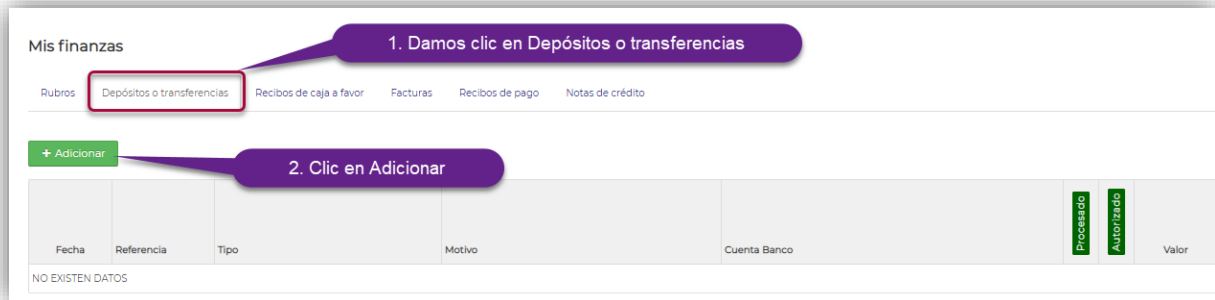 Mis finanzas
1. Damos clic en Depósitos o transferencias
Rubros Depósitos o transferencias Recibos de caja a favor Facturas Recibos de pago Notas de crédito
+ Adicionar
2. Clic en Adicionar
Fecha Referencia Tipo Motivo Cuenta Banco Procesado Autorizado Valor
NO EXISTEN DATOS